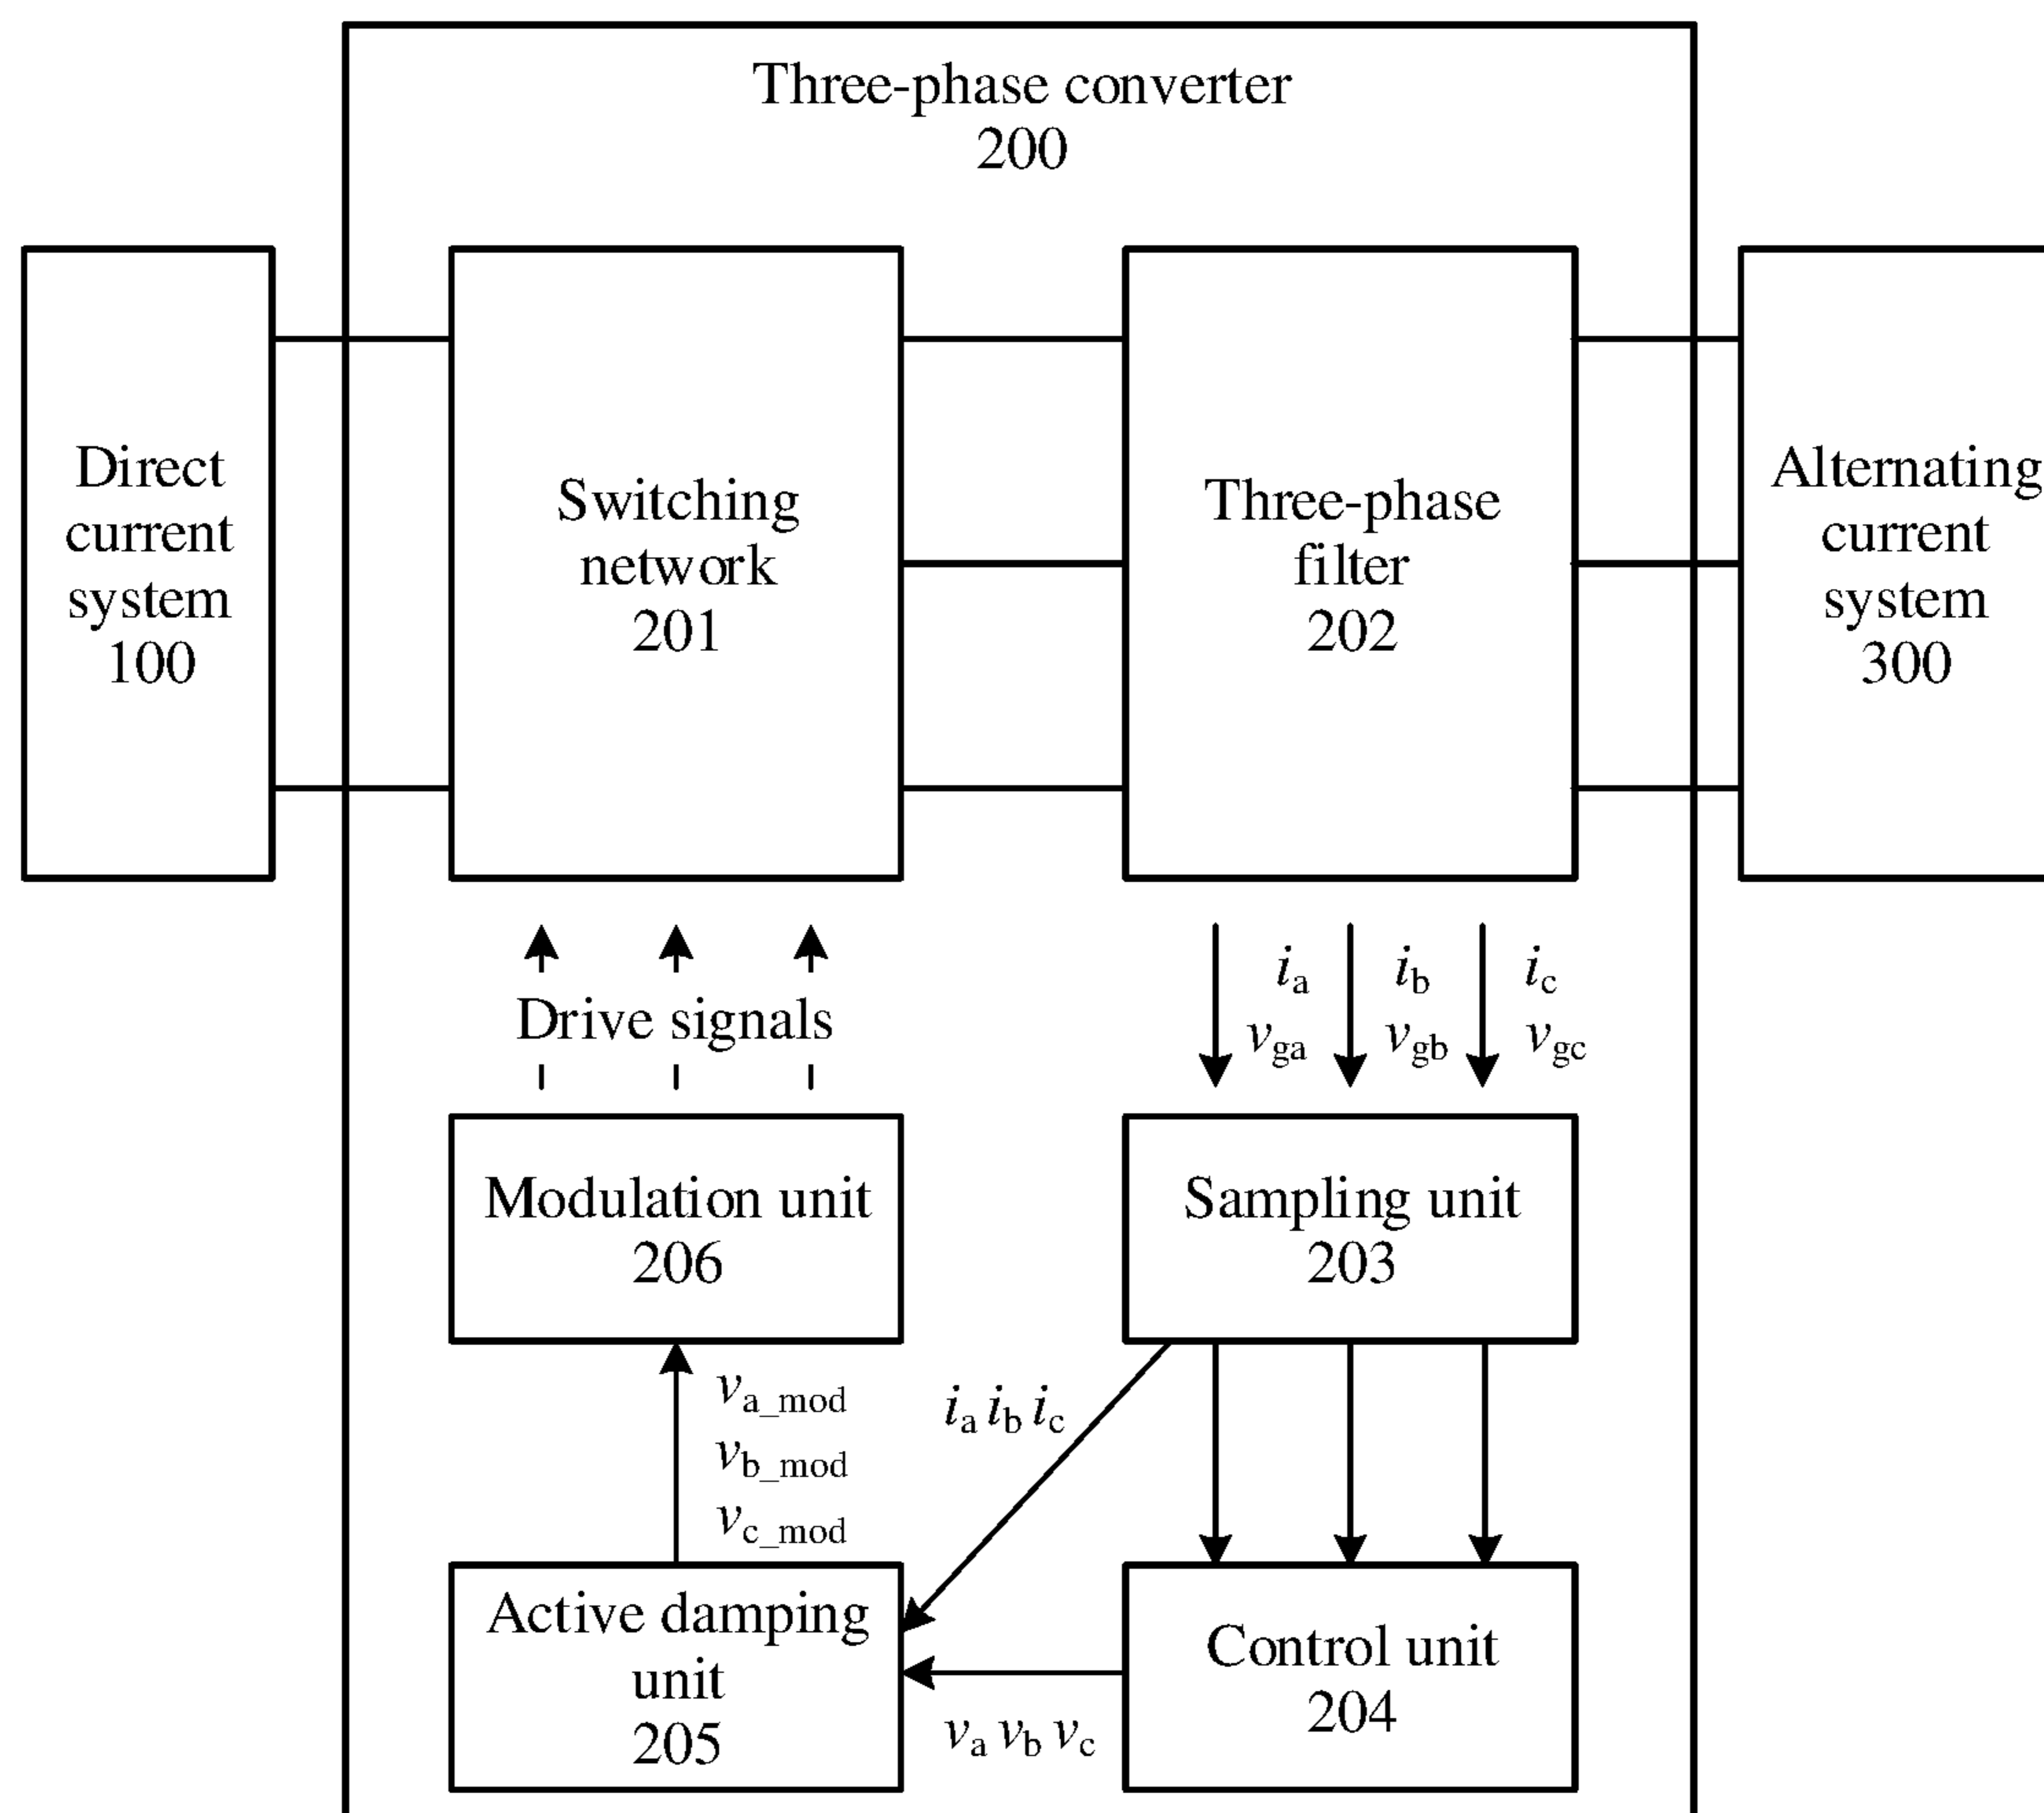 Three-phase converter
200
Direct
current
system
100
Switching
network
201
Three-phase
filter
202
Alternating
current
system
300
Drive signals
ia ib ic
vga vgb vgc
Modulation unit
206
Sampling unit
203
va_mod
vb_mod
vc_mod
ia ib ic
Active damping
unit
205
va vb vc
Control unit
204